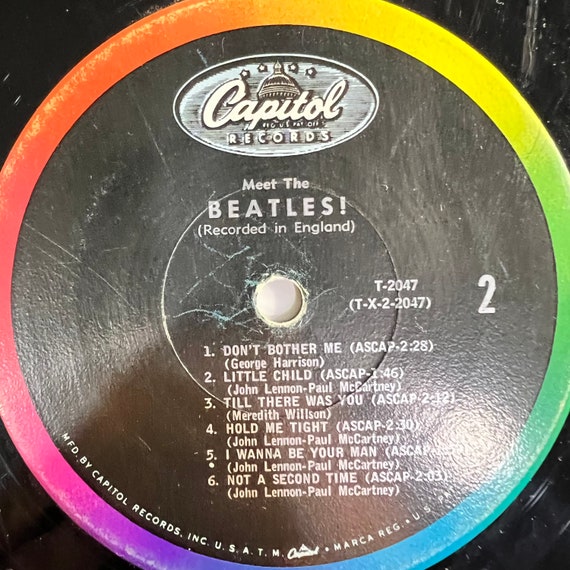 Capitol
RECORDS
Meet The
BEATLES!
(Recorded in England)
T-2047
(T-X-2-2047)
2
1. DON'T BOTHER ME (ASCAP-2:28)
(George Harrison)
2. LITTLE CHILD (ASCAP-1:46)
(John Lennon-Paul McCartney)
3. TILL THERE WAS YOU (ASCAP-2:12)
(Meredith Willson)
4. HOLD ME TIGHT (ASCAP-2:30)
(John Lennon-Paul McCartney)
5. I WANNA BE YOUR MAN (ASCAP-
(John Lennon-Paul McCartney)
6. NOT A SECOND TIME (ASCAP-2:03)
(John Lennon-Paul McCartney)
MFD. BY CAPITOL RECORDS, INC. U.S.A. T.M. Capitol • MARCA REG. • U.S.